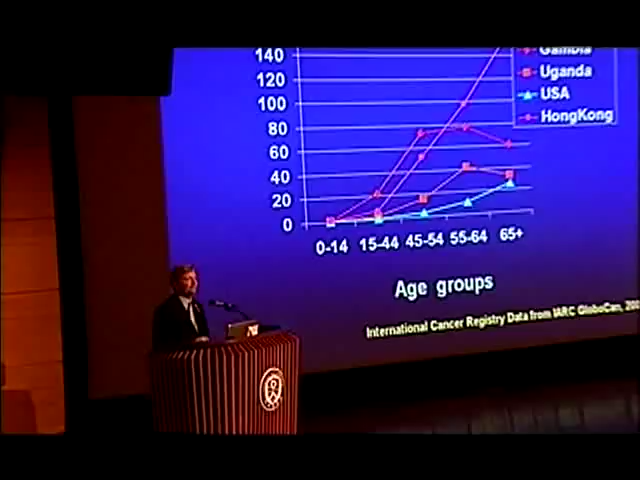 140
120
100
80
60
40
20
0
Gambia
Uganda
USA
HongKong
0-14 15-44 45-54 55-64 65+
Age groups
International Cancer Registry Data from IARC GloboCan,